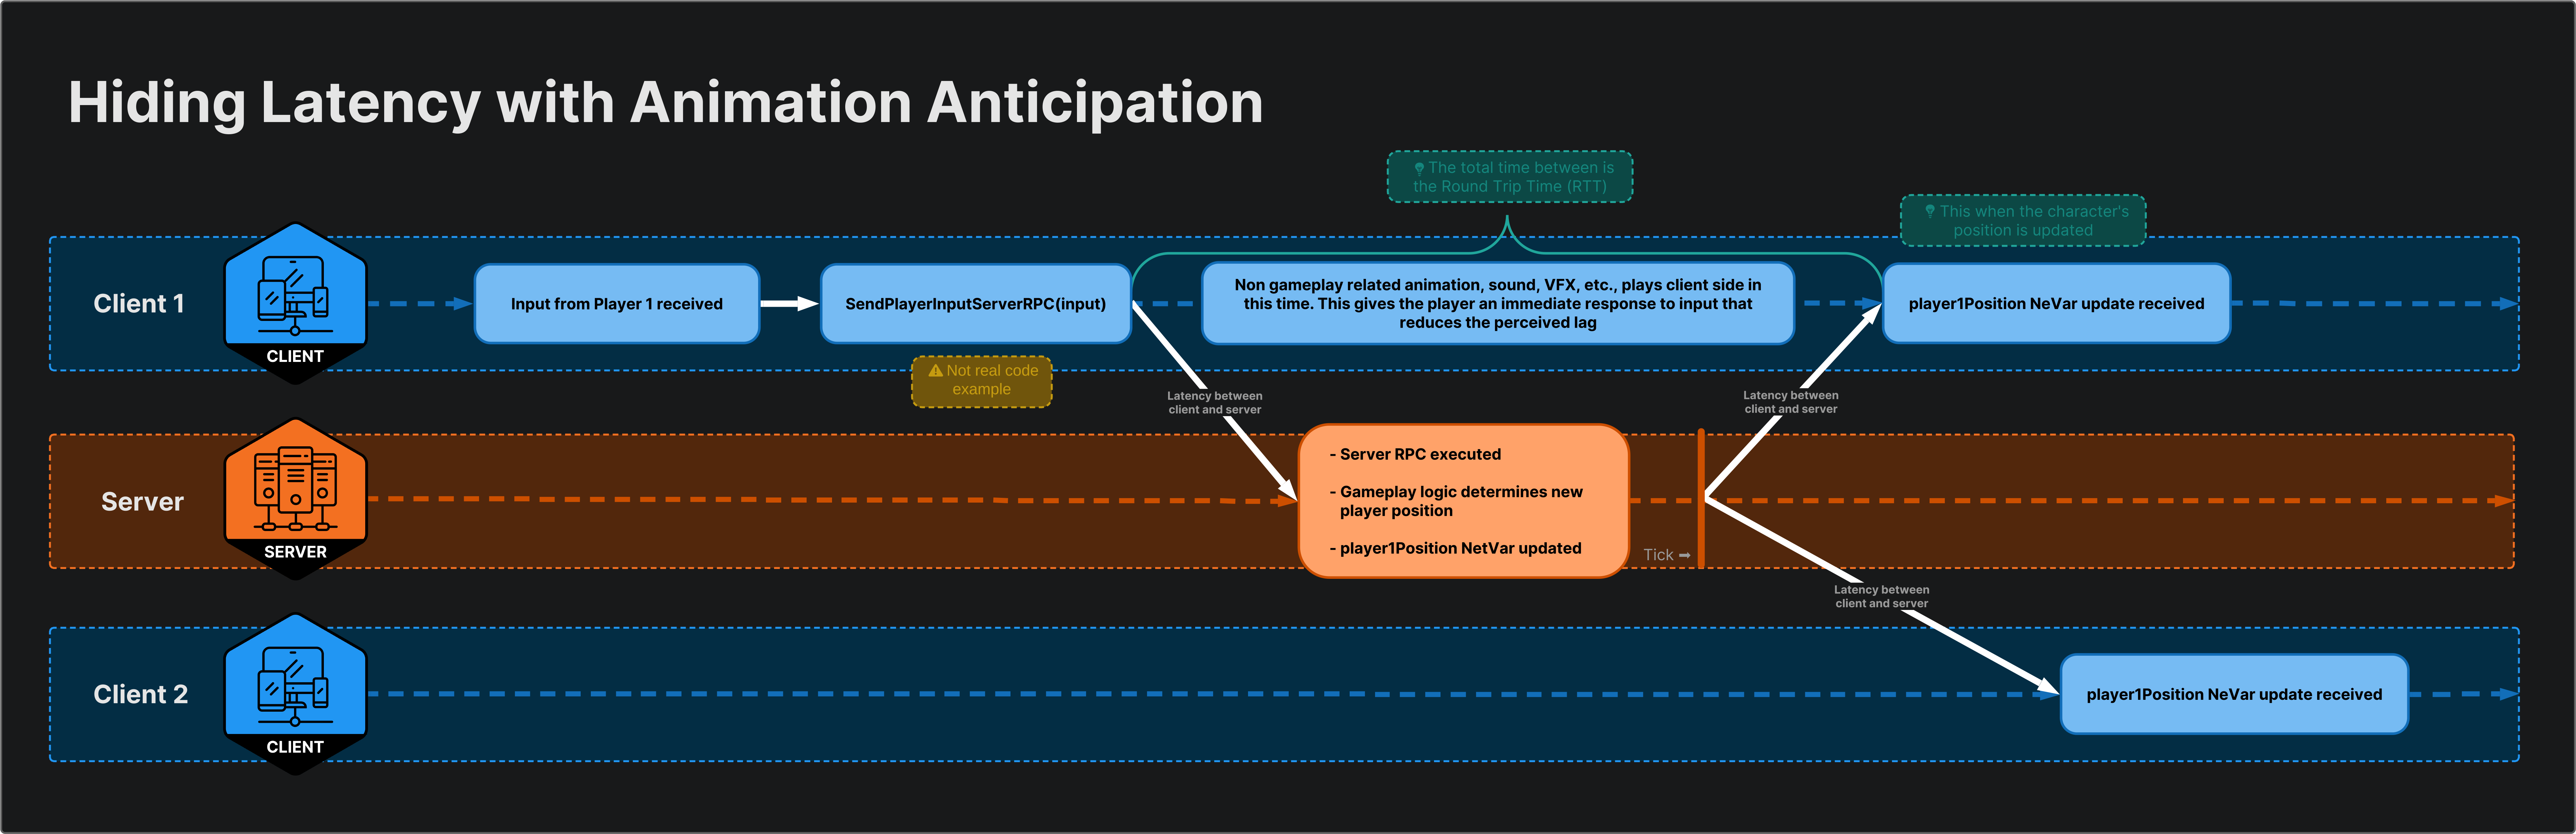 Hiding Latency with Animation Anticipation
The total time between is
the Round Trip Time (RTT)
This when the character's
position is updated
Client 1
CLIENT
Input from Player 1 received
SendPlayerInputServerRPC(input)
Non gameplay related animation, sound, VFX, etc., plays client side in
this time. This gives the player an immediate response to input that
reduces the perceived lag
player1Position NeVar update received
Not real code
example
Latency between
client and server
Latency between
client and server
Server
SERVER
- Server RPC executed
- Gameplay logic determines new
player position
- player1Position NetVar updated
Tick ➡
Latency between
client and server
Client 2
CLIENT
player1Position NeVar update received